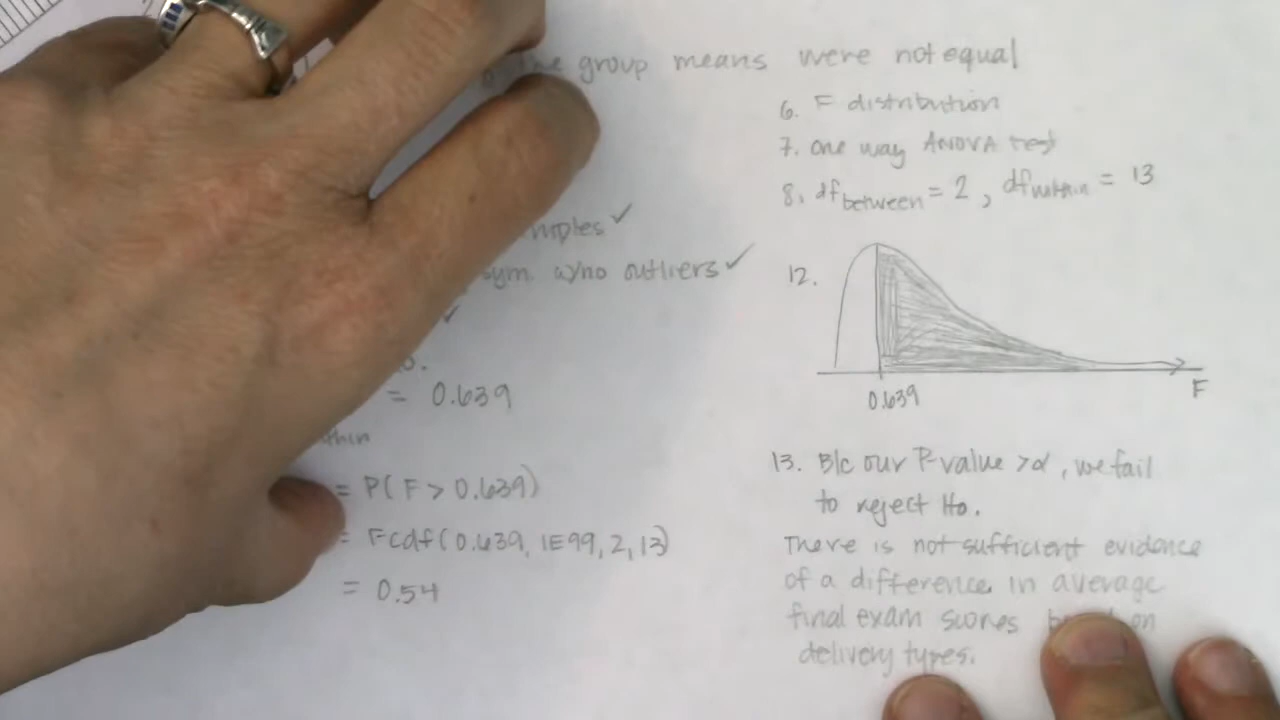 the group means were not equal
6. F distribution
7. one way ANOVA test
8. df between = 2, df within = 13
sym. w/no outliers ✓
12.
= 0.639
0.639
F
13. B/c our P-value > α, we fail
to reject Ho.
= P(F > 0.639)
= Fcdf(0.639, 1E99, 2, 13)
= 0.54
There is not sufficient evidence
of a difference in average
final exam scores on
delivery types.